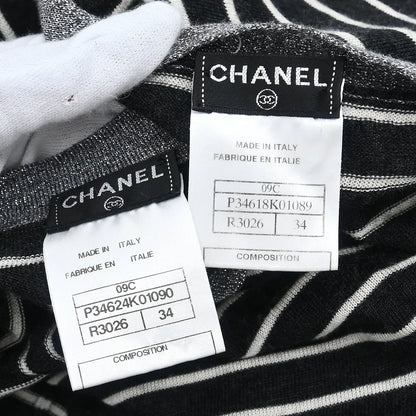 CHANEL
MADE IN ITALY
FABRIQUE EN ITALIE
09C
P34618K01089
R3026 34
COMPOSITION
CHANEL
MADE IN ITALY
FABRIQUE EN ITALIE
09C
P34624K01090
R3026 34
COMPOSITION